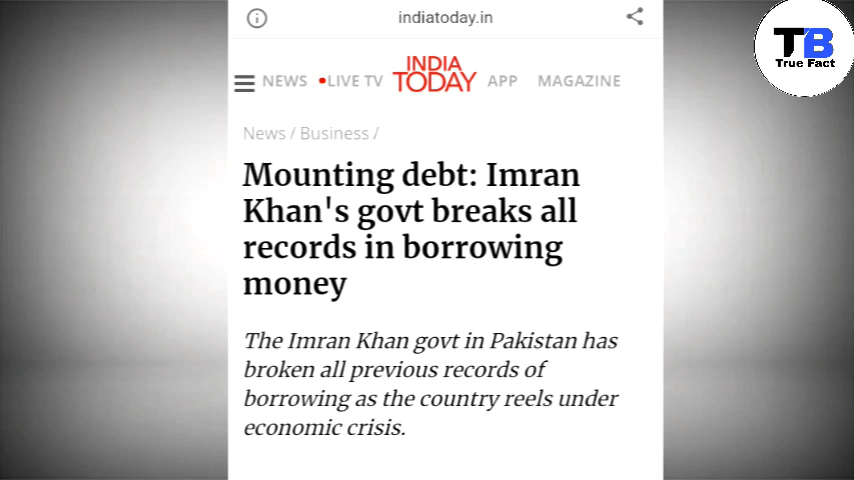 indiatoday.in
TB
True Fact
INDIA
TODAY
NEWS
LIVE TV
APP
MAGAZINE
News / Business /
Mounting debt: Imran
Khan's govt breaks all
records in borrowing
money
The Imran Khan govt in Pakistan has
broken all previous records of
borrowing as the country reels under
economic crisis.